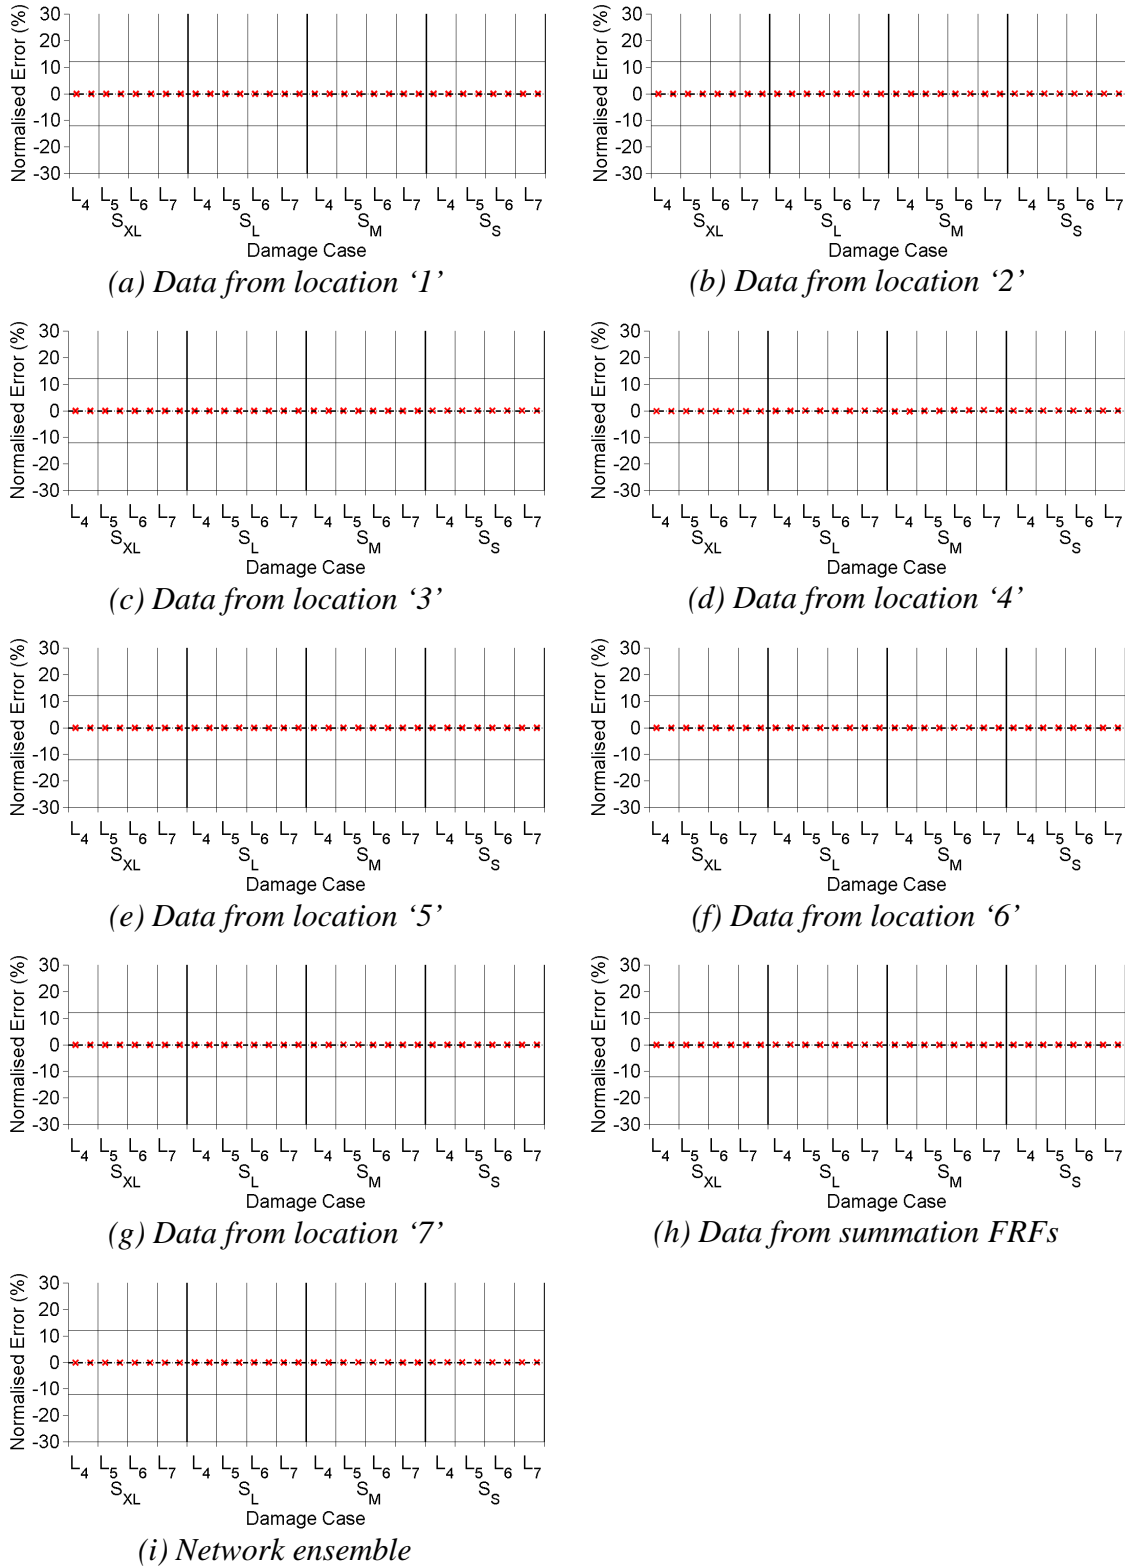 Normalised Error (%)
30
20
10
0
-10
-20
-30
L4 L5 L6 L7 L4 L5 L6 L7 L4 L5 L6 L7 L4 L5 L6 L7
SXL SL SM SS
Damage Case
(a) Data from location ‘1’
Normalised Error (%)
30
20
10
0
-10
-20
-30
L4 L5 L6 L7 L4 L5 L6 L7 L4 L5 L6 L7 L4 L5 L6 L7
SXL SL SM SS
Damage Case
(b) Data from location ‘2’
Normalised Error (%)
30
20
10
0
-10
-20
-30
L4 L5 L6 L7 L4 L5 L6 L7 L4 L5 L6 L7 L4 L5 L6 L7
SXL SL SM SS
Damage Case
(c) Data from location ‘3’
Normalised Error (%)
30
20
10
0
-10
-20
-30
L4 L5 L6 L7 L4 L5 L6 L7 L4 L5 L6 L7 L4 L5 L6 L7
SXL SL SM SS
Damage Case
(d) Data from location ‘4’
Normalised Error (%)
30
20
10
0
-10
-20
-30
L4 L5 L6 L7 L4 L5 L6 L7 L4 L5 L6 L7 L4 L5 L6 L7
SXL SL SM SS
Damage Case
(e) Data from location ‘5’
Normalised Error (%)
30
20
10
0
-10
-20
-30
L4 L5 L6 L7 L4 L5 L6 L7 L4 L5 L6 L7 L4 L5 L6 L7
SXL SL SM SS
Damage Case
(f) Data from location ‘6’
Normalised Error (%)
30
20
10
0
-10
-20
-30
L4 L5 L6 L7 L4 L5 L6 L7 L4 L5 L6 L7 L4 L5 L6 L7
SXL SL SM SS
Damage Case
(g) Data from location ‘7’
Normalised Error (%)
30
20
10
0
-10
-20
-30
L4 L5 L6 L7 L4 L5 L6 L7 L4 L5 L6 L7 L4 L5 L6 L7
SXL SL SM SS
Damage Case
(h) Data from summation FRFs
Normalised Error (%)
30
20
10
0
-10
-20
-30
L4 L5 L6 L7 L4 L5 L6 L7 L4 L5 L6 L7 L4 L5 L6 L7
SXL SL SM SS
Damage Case
(i) Network ensemble